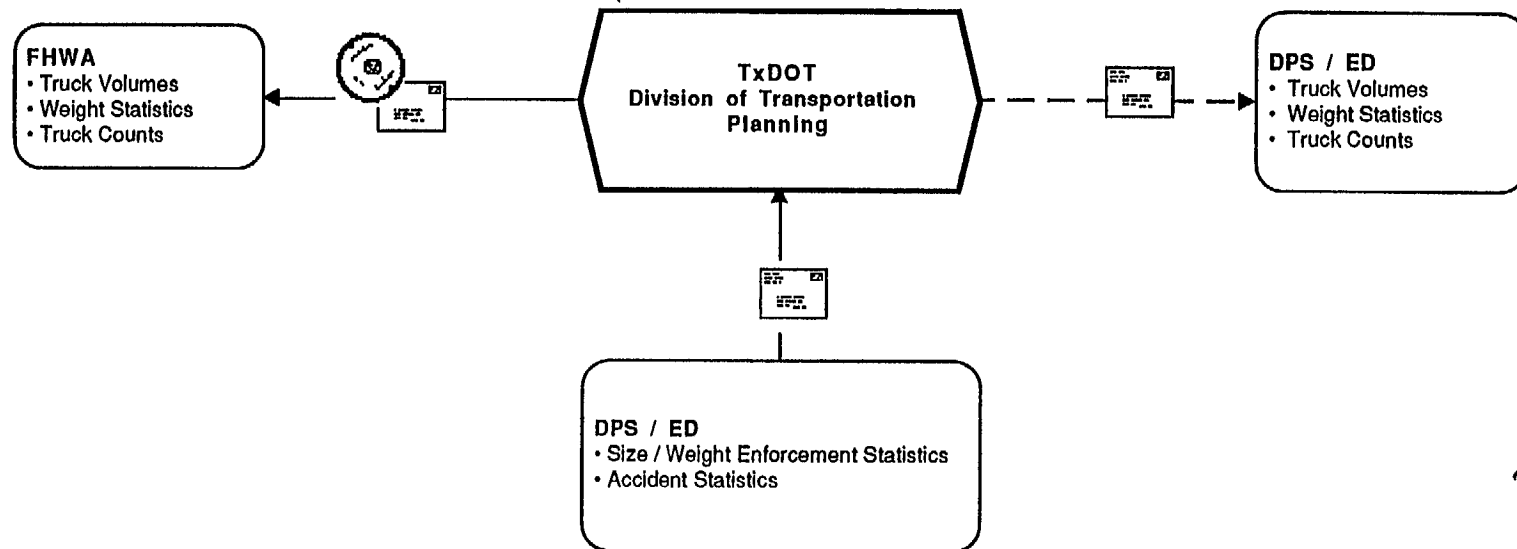 FHWA
• Truck Volumes
• Weight Statistics
• Truck Counts
TxDOT
Division of Transportation
Planning
DPS / ED
• Truck Volumes
• Weight Statistics
• Truck Counts
DPS / ED
• Size / Weight Enforcement Statistics
• Accident Statistics